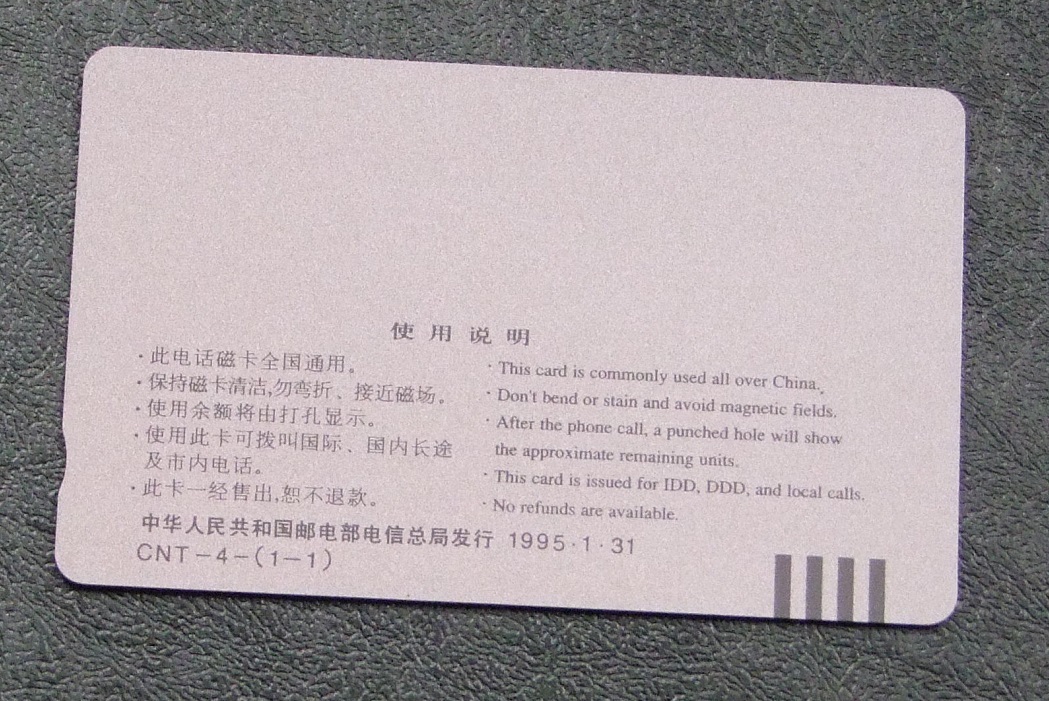 使用说明
·此电话磁卡全国通用。
·保持磁卡清洁,勿弯折、接近磁场。
·使用余额将由打孔显示。
·使用此卡可拨叫国际、国内长途
及市内电话。
·此卡一经售出,恕不退款。
· This card is commonly used all over China.
· Don't bend or stain and avoid magnetic fields.
· After the phone call, a punched hole will show
the approximate remaining units.
· This card is issued for IDD, DDD, and local calls.
· No refunds are available.
中华人民共和国邮电部电信总局发行 1995·1·31
CNT－4－(1－1)